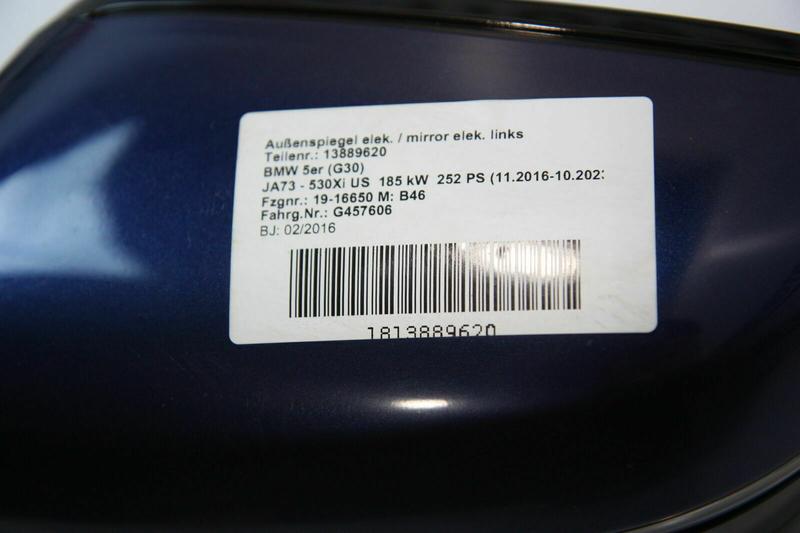 Außenspiegel elek. / mirror elek. links
Teilenr.: 13889620
BMW 5er (G30)
JA73 - 530Xi US 185 kW 252 PS (11.2016-10.202
Fzgnr.: 19-16650 M: B46
Fahrg.Nr.: G457606
BJ: 02/2016
1813889620